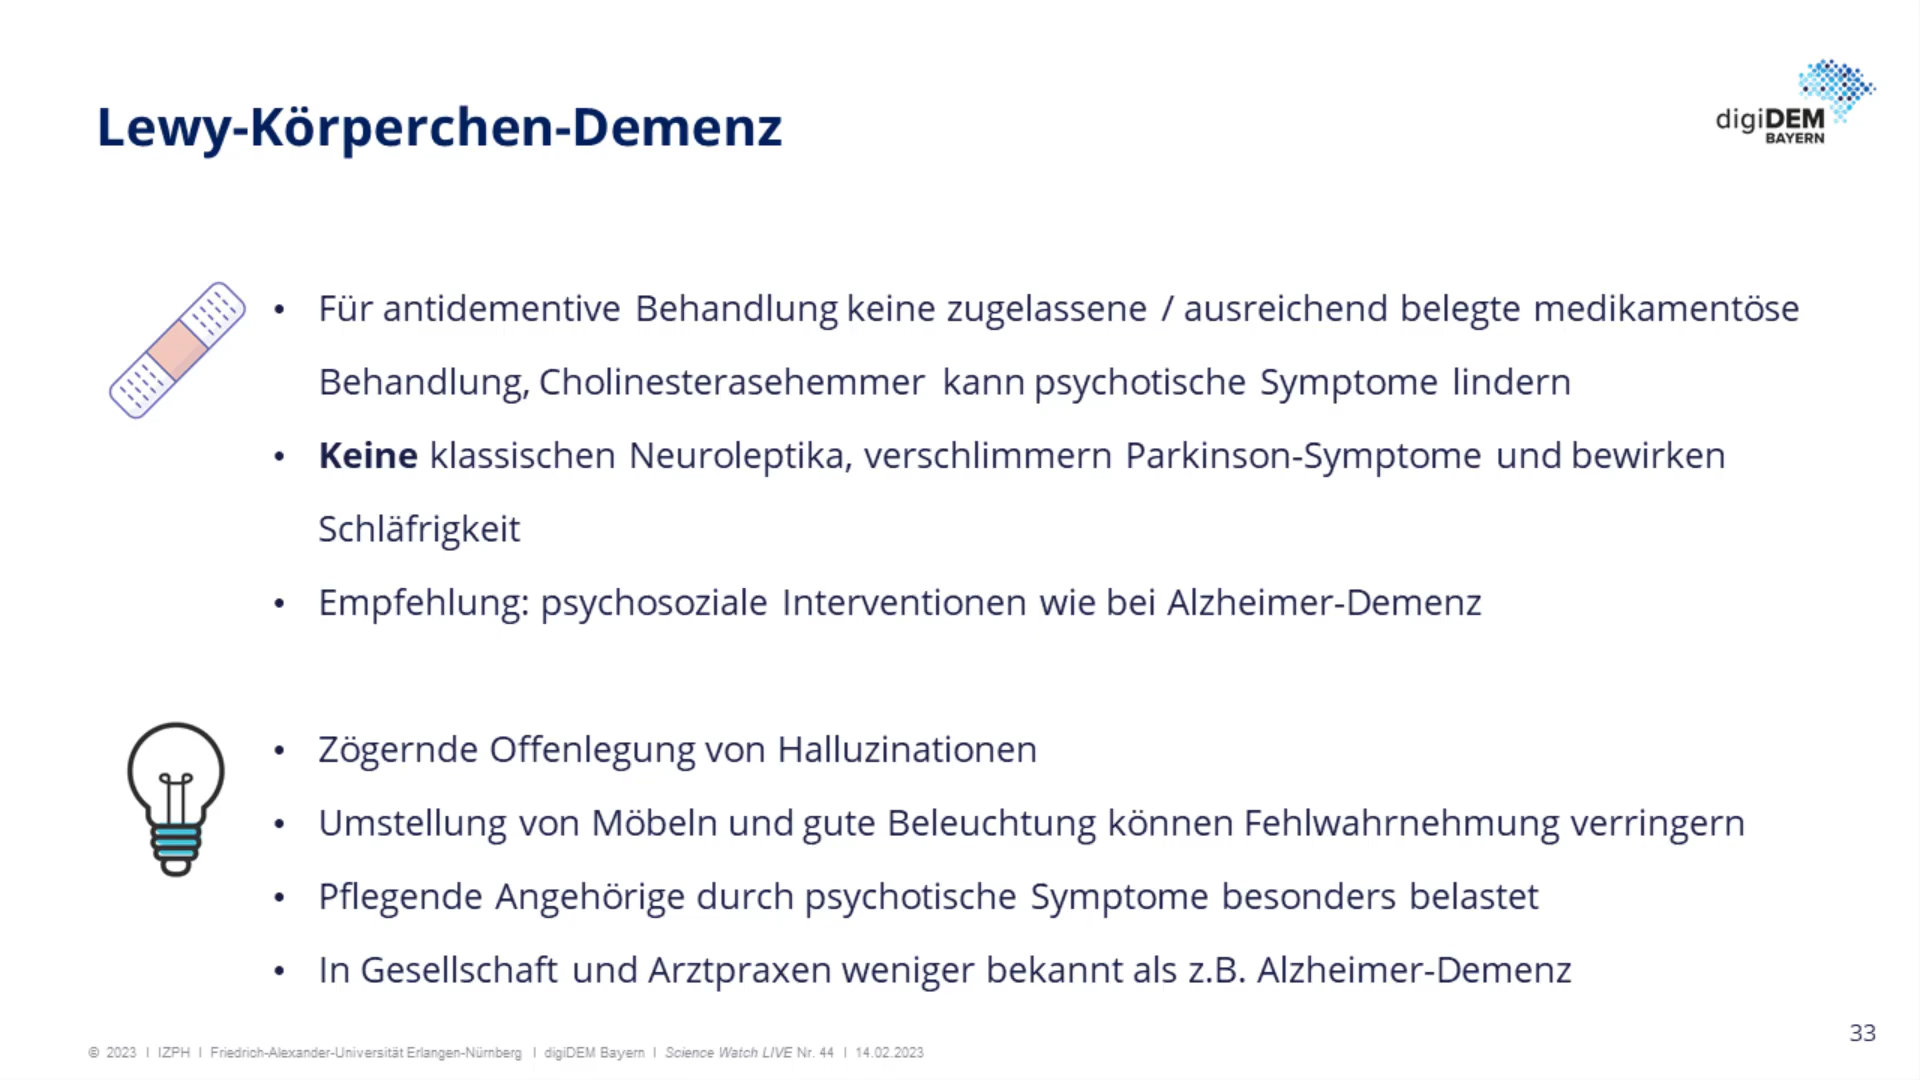 Lewy-Körperchen-Demenz
digiDEM
BAYERN
• Für antidementive Behandlung keine zugelassene / ausreichend belegte medikamentöse
Behandlung, Cholinesterasehemmer kann psychotische Symptome lindern
• Keine klassischen Neuroleptika, verschlimmern Parkinson-Symptome und bewirken
Schläfrigkeit
• Empfehlung: psychosoziale Interventionen wie bei Alzheimer-Demenz
• Zögernde Offenlegung von Halluzinationen
• Umstellung von Möbeln und gute Beleuchtung können Fehlwahrnehmung verringern
• Pflegende Angehörige durch psychotische Symptome besonders belastet
• In Gesellschaft und Arztpraxen weniger bekannt als z.B. Alzheimer-Demenz
33
© 2023 I IZPH I Friedrich-Alexander-Universität Erlangen-Nürnberg I digiDEM Bayern I Science Watch LIVE Nr. 44 I 14.02.2023